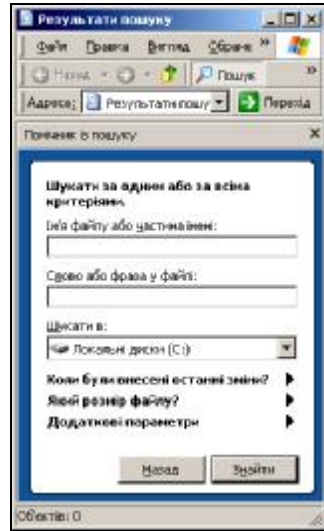 Результати пошуку
Файл Правка Вигляд Обране »
Назад Пошук »
Адреса: Результати пошу Перехід
Помічник із пошуку
Шукати за одним або за всіма
критеріями.
Ім'я файлу або частина імені:
Слово або фраза у файлі:
Шукати в:
Локальні диски (C:)
Коли були внесені останні зміни?
Який розмір файлу?
Додаткові параметри
Назад Знайти
Об'єктів: 0